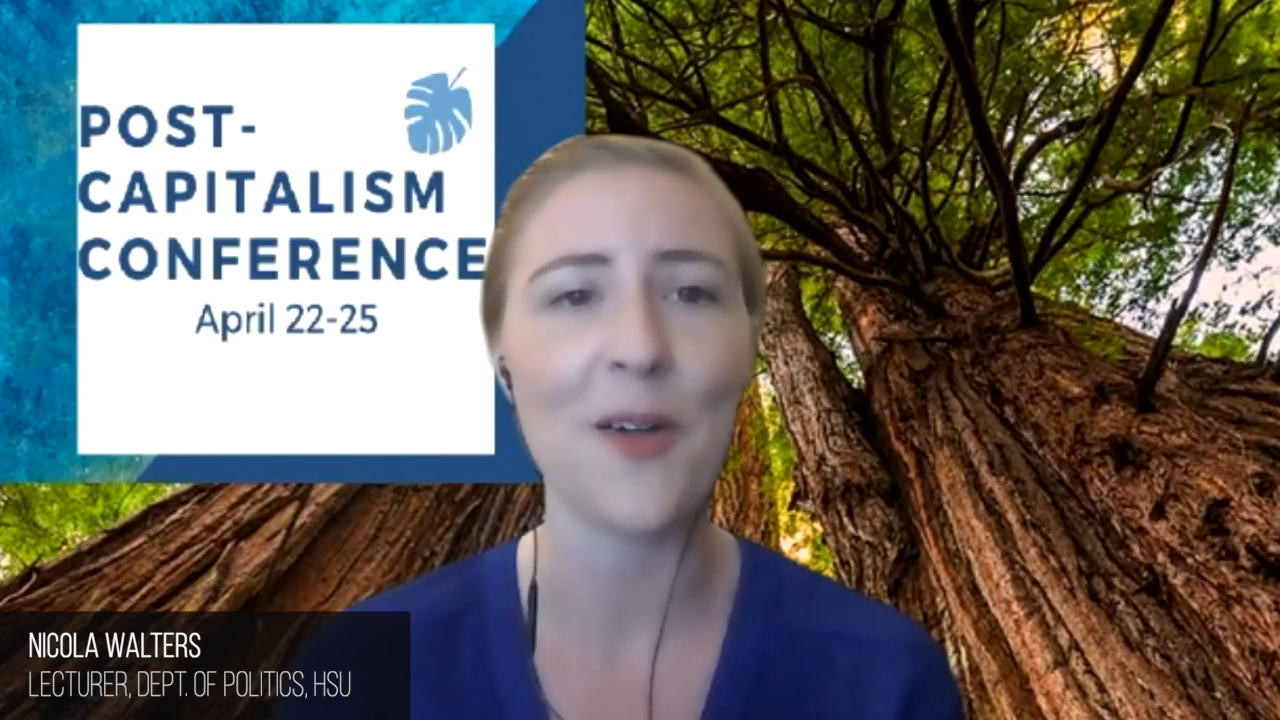 POST-
CAPITALISM
CONFERENCE
April 22-25
NICOLA WALTERS
LECTURER, DEPT. OF POLITICS, HSU